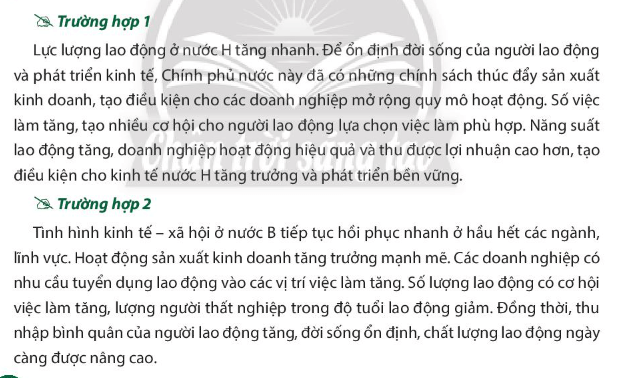 Trường hợp 1
Lực lượng lao động ở nước H tăng nhanh. Để ổn định đời sống của người lao động
và phát triển kinh tế, Chính phủ nước này đã có những chính sách thúc đẩy sản xuất
kinh doanh, tạo điều kiện cho các doanh nghiệp mở rộng quy mô hoạt động. Số việc
làm tăng, tạo nhiều cơ hội cho người lao động lựa chọn việc làm phù hợp. Năng suất
lao động tăng, doanh nghiệp hoạt động hiệu quả và thu được lợi nhuận cao hơn, tạo
điều kiện cho kinh tế nước H tăng trưởng và phát triển bền vững.
Trường hợp 2
Tình hình kinh tế – xã hội ở nước B tiếp tục hồi phục nhanh ở hầu hết các ngành,
lĩnh vực. Hoạt động sản xuất kinh doanh tăng trưởng mạnh mẽ. Các doanh nghiệp có
nhu cầu tuyển dụng lao động vào các vị trí việc làm tăng. Số lượng lao động có cơ hội
việc làm tăng, lượng người thất nghiệp trong độ tuổi lao động giảm. Đồng thời, thu
nhập bình quân của người lao động tăng, đời sống ổn định, chất lượng lao động ngày
càng được nâng cao.
Chân trời sáng tạo